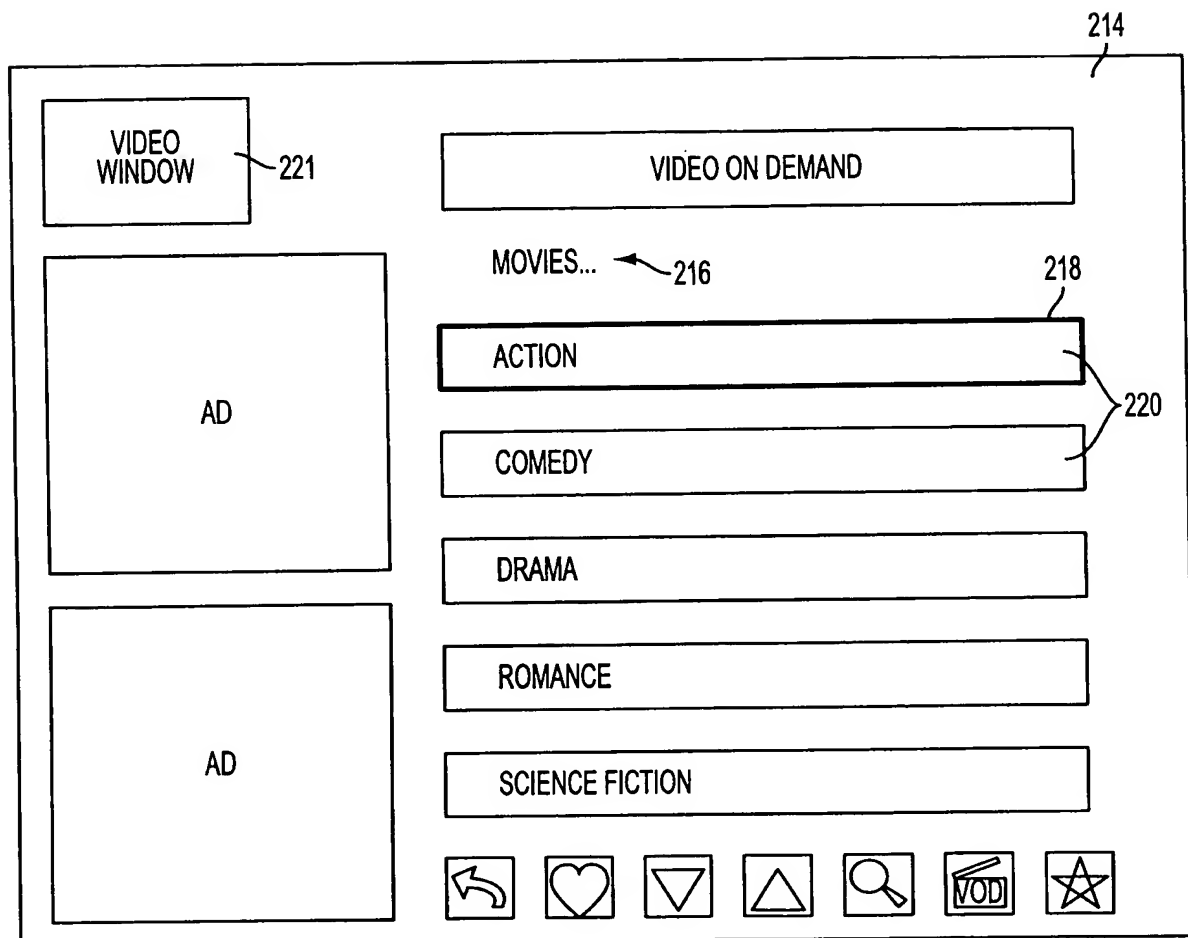 214
VIDEO
WINDOW
221
VIDEO ON DEMAND
MOVIES...
216
218
ACTION
220
AD
COMEDY
DRAMA
ROMANCE
AD
SCIENCE FICTION
VOD